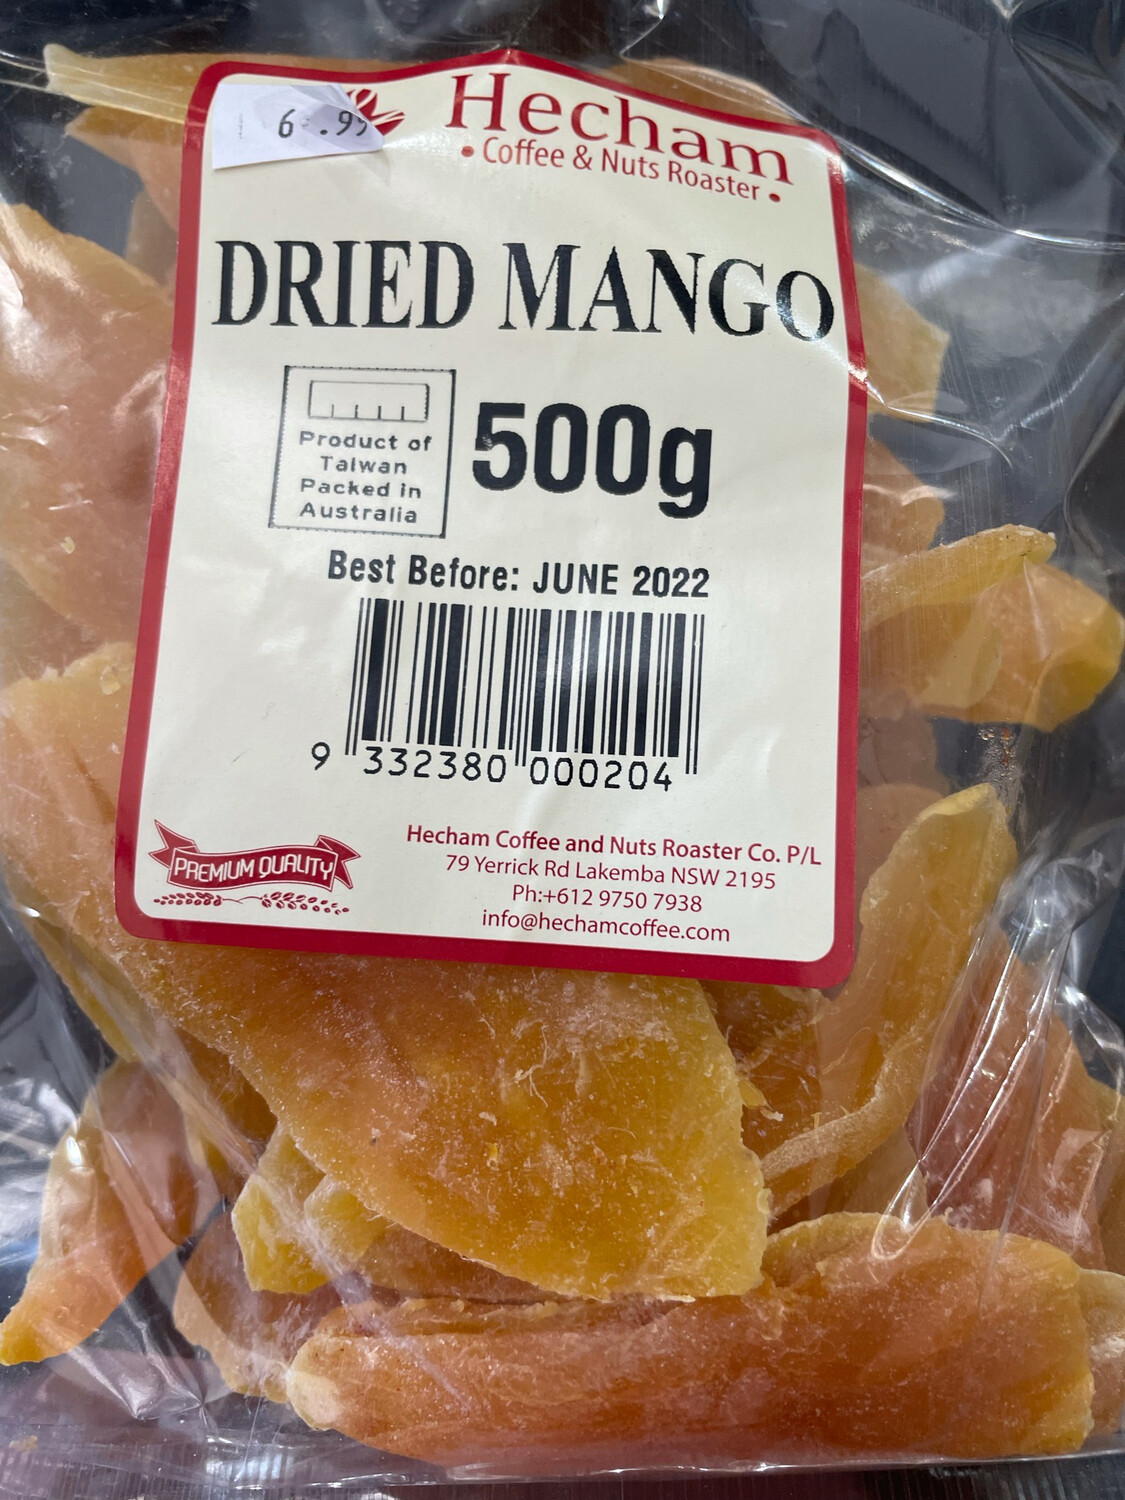 6 .99
Hecham
• Coffee & Nuts Roaster •
DRIED MANGO
Product of
Taiwan
Packed in
Australia
500g
Best Before: JUNE 2022
9 332380 000204
PREMIUM QUALITY
Hecham Coffee and Nuts Roaster Co. P/L
79 Yerrick Rd Lakemba NSW 2195
Ph:+612 9750 7938
info@hechamcoffee.com